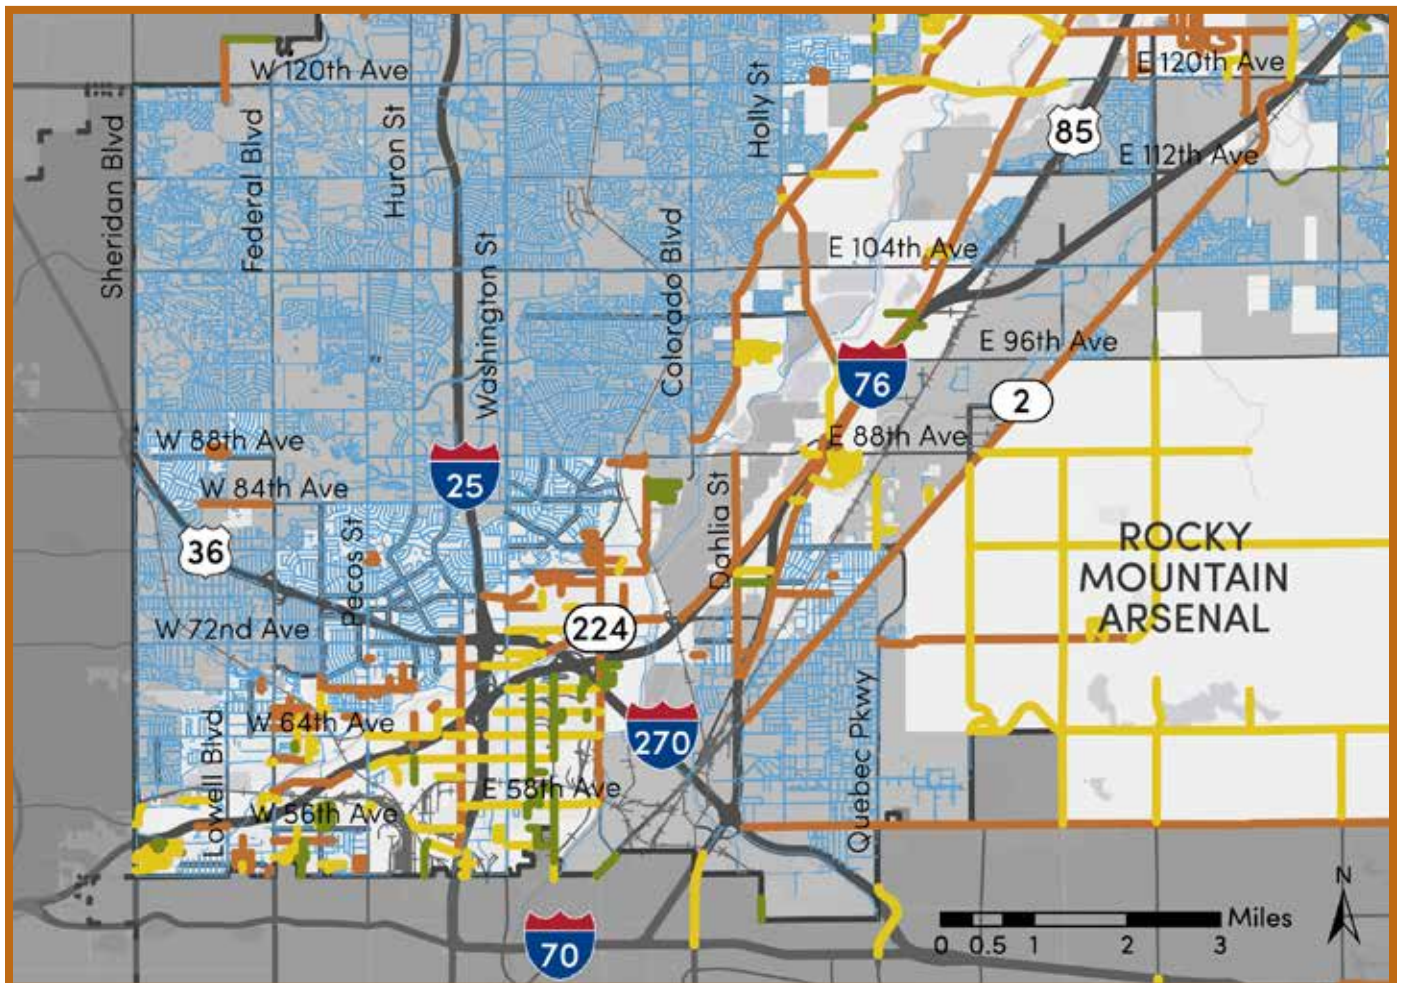 W 120th Ave
E 120th Ave
Holly St
85
Huron St
Federal Blvd
Sheridan Blvd
E 112th Ave
Colorado Blvd
Washington St
E 104th Ave
E 96th Ave
76
2
W 88th Ave
E 88th Ave
25
W 84th Ave
Dahlia St
Pecos St
36
ROCKY
MOUNTAIN
ARSENAL
224
W 72nd Ave
W 64th Ave
Lowell Blvd
270
Quebec Pkwy
E 58th Ave
W 56th Ave
N
Miles
0 0.5 1 2 3
70